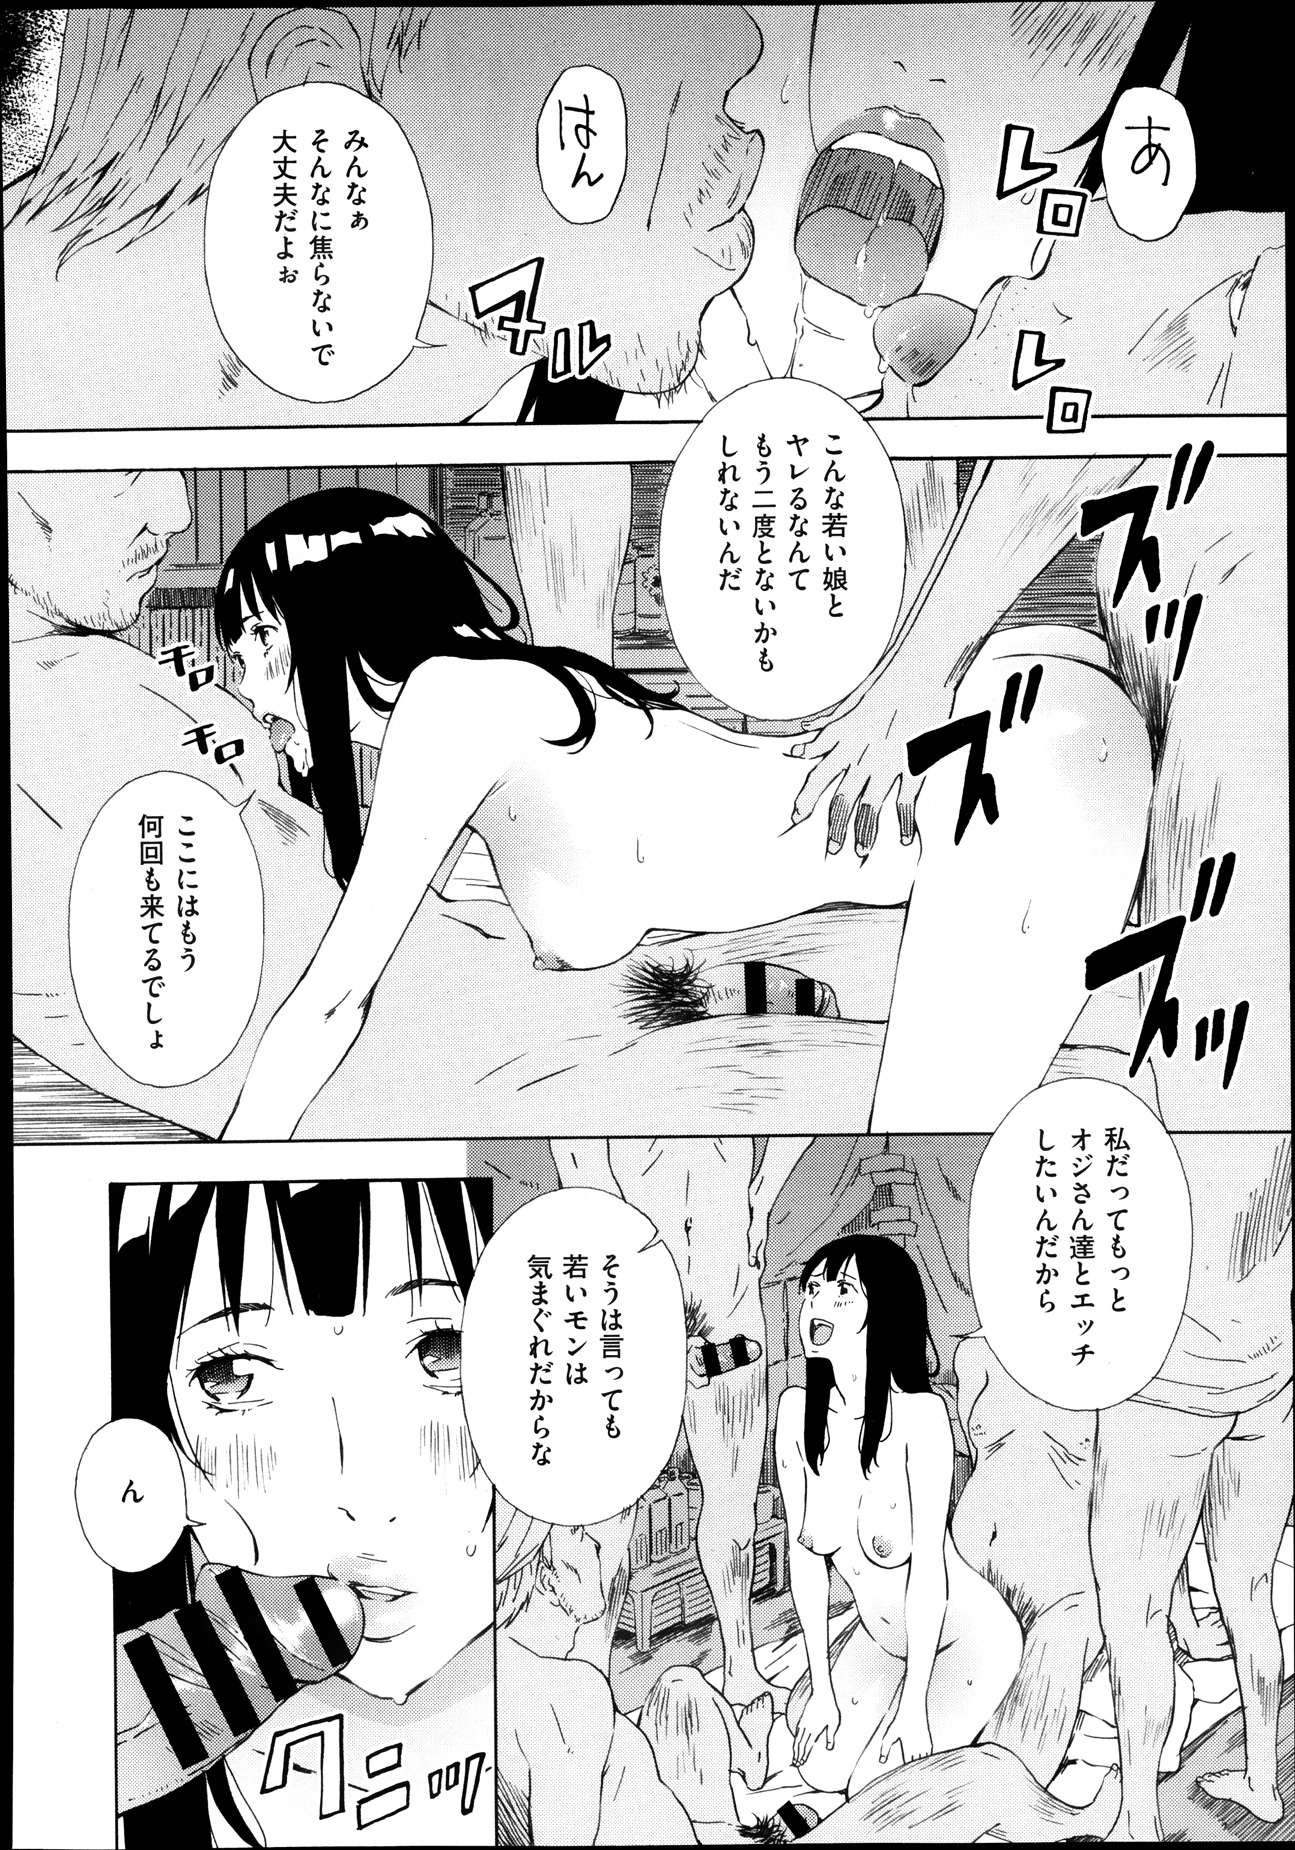 あ
レロ
レロ
はん
ヌル
みんなぁ
そんなに焦らないで
大丈夫だよぉ
こんな若い娘と
ヤレるなんて
もう二度とないかも
しれないんだ
チロ
チロ
ここにはもう
何回も来てるでしょ
私だってもっと
オジさん達とエッチ
したいんだから
そうは言っても
若いモンは
気まぐれだからな
ん
クニッ